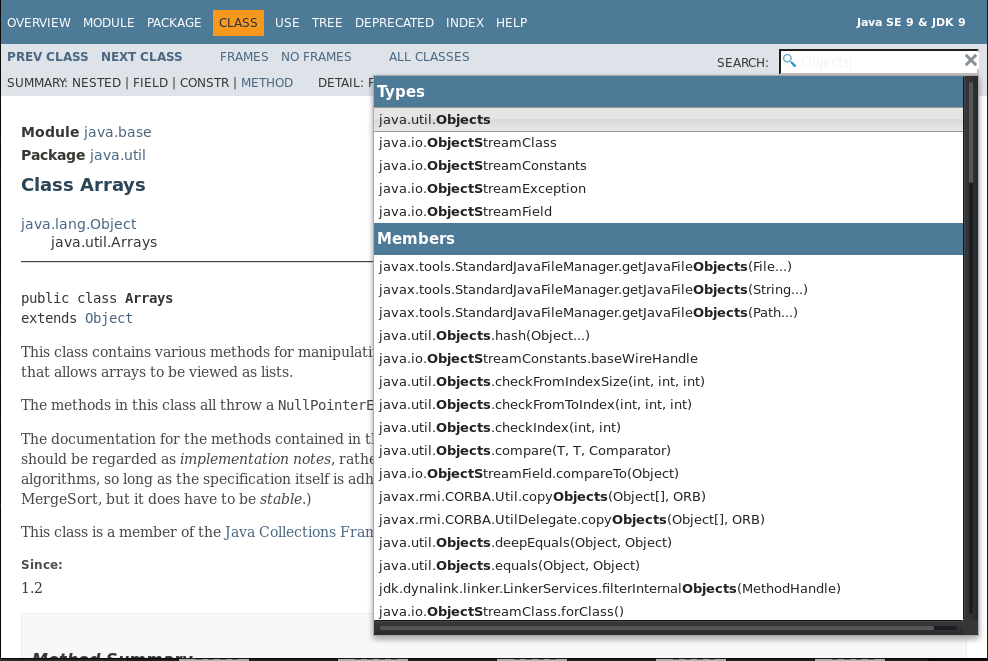 OVERVIEW MODULE PACKAGE CLASS USE TREE DEPRECATED INDEX HELP Java SE 9 & JDK 9
PREV CLASS NEXT CLASS FRAMES NO FRAMES ALL CLASSES SEARCH: Objects
SUMMARY: NESTED | FIELD | CONSTR | METHOD DETAIL:
Types
java.util.Objects
java.io.ObjectStreamClass
java.io.ObjectStreamConstants
java.io.ObjectStreamException
java.io.ObjectStreamField
Members
javax.tools.StandardJavaFileManager.getJavaFileObjects(File...)
javax.tools.StandardJavaFileManager.getJavaFileObjects(String...)
javax.tools.StandardJavaFileManager.getJavaFileObjects(Path...)
java.util.Objects.hash(Object...)
java.io.ObjectStreamConstants.baseWireHandle
java.util.Objects.checkFromIndexSize(int, int, int)
java.util.Objects.checkFromToIndex(int, int, int)
java.util.Objects.checkIndex(int, int)
java.util.Objects.compare(T, T, Comparator)
java.io.ObjectStreamField.compareTo(Object)
javax.rmi.CORBA.Util.copyObjects(Object[], ORB)
javax.rmi.CORBA.UtilDelegate.copyObjects(Object[], ORB)
java.util.Objects.deepEquals(Object, Object)
java.util.Objects.equals(Object, Object)
jdk.dynalink.linker.LinkerServices.filterInternalObjects(MethodHandle)
java.io.ObjectStreamClass.forClass()
Module java.base
Package java.util
Class Arrays
java.lang.Object
java.util.Arrays
public class Arrays
extends Object
This class contains various methods for manipulati
that allows arrays to be viewed as lists.
The methods in this class all throw a NullPointerE
The documentation for the methods contained in th
should be regarded as implementation notes, rathe
algorithms, so long as the specification itself is adh
MergeSort, but it does have to be stable.)
This class is a member of the Java Collections Fram
Since:
1.2
Method Summary